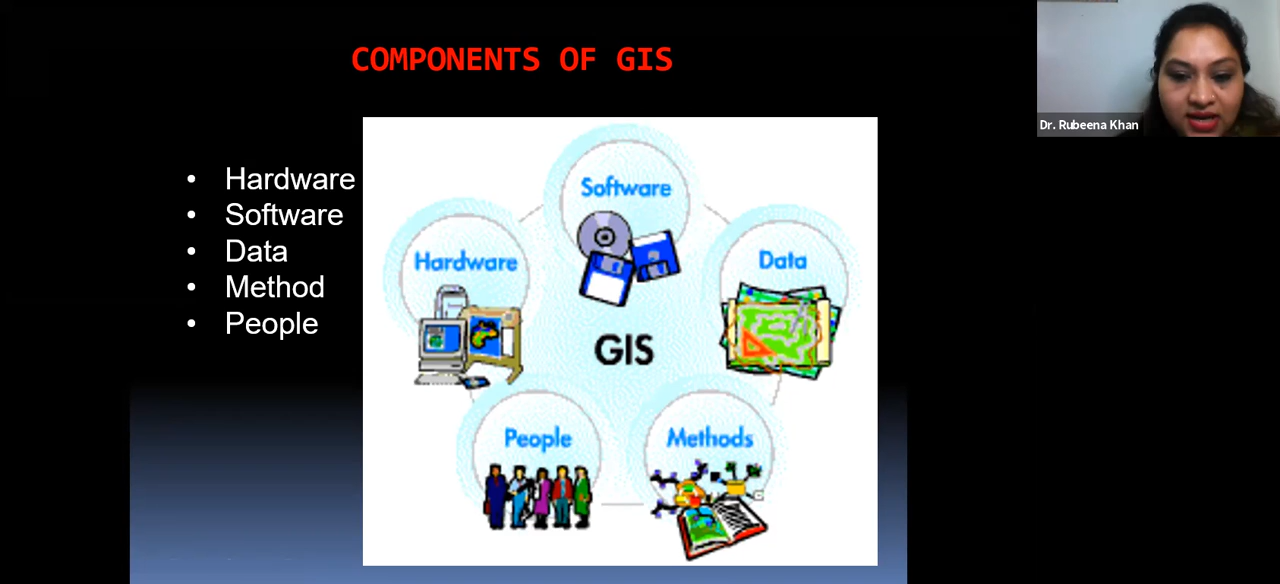 COMPONENTS OF GIS
Dr. Rubeena Khan
• Hardware
• Software
• Data
• Method
• People
Software
Hardware
Data
GIS
People
Methods